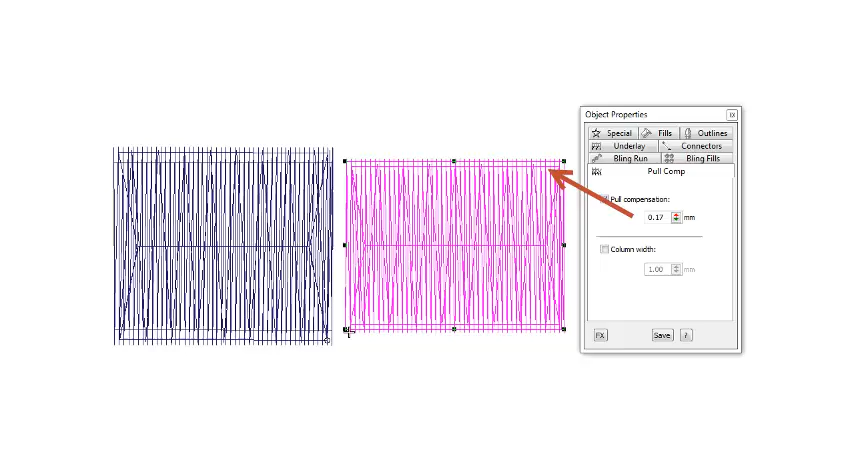 Object Properties
Special Fills Outlines
Underlay Connectors
Bling Run Bling Fills
Pull Comp
Pull compensation:
0.17 mm
Column width:
1.00 mm
FX Save ?